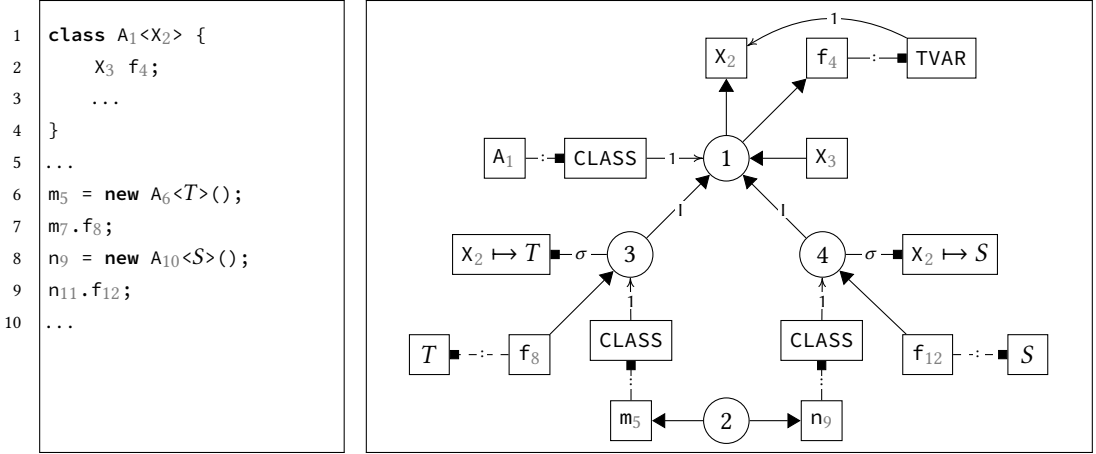 1 class A₁<X₂> {
2 X₃ f₄;
3 ...
4 }
5 ...
6 m₅ = new A₆<T>();
7 m₇.f₈;
8 n₉ = new A₁₀<S>();
9 n₁₁.f₁₂;
10 ...
1
X₂ f₄ : TVAR
A₁ : CLASS 1 1 X₃
I I
X₂ ↦ T σ 3 4 σ X₂ ↦ S
1 1
CLASS CLASS
T : f₈ f₁₂ : S
: :
m₅ 2 n₉